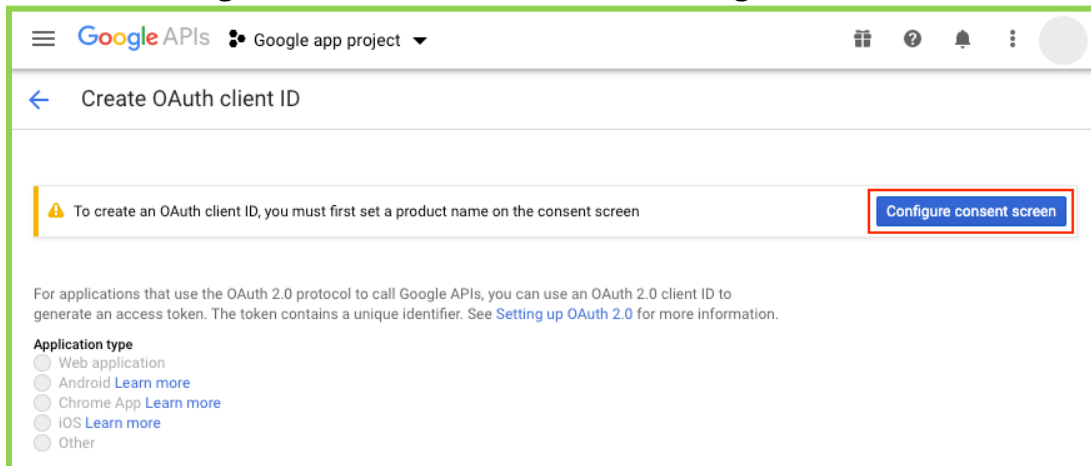 Google APIs Google app project
Create OAuth client ID
To create an OAuth client ID, you must first set a product name on the consent screen Configure consent screen
For applications that use the OAuth 2.0 protocol to call Google APIs, you can use an OAuth 2.0 client ID to
generate an access token. The token contains a unique identifier. See Setting up OAuth 2.0 for more information.
Application type
Web application
Android Learn more
Chrome App Learn more
iOS Learn more
Other